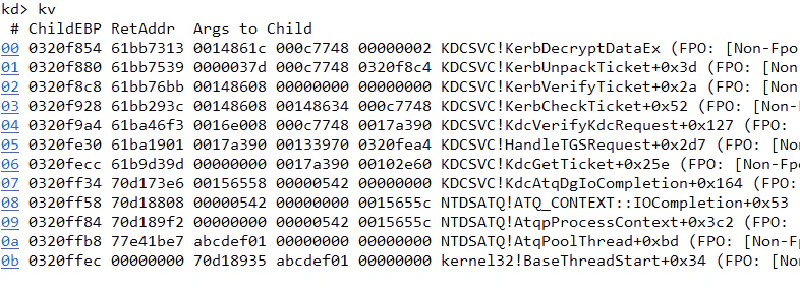 kd> kv
 # ChildEBP RetAddr  Args to Child
00 0320f854 61bb7313 0014861c 000c7748 00000002 KDCSVC!KerbDecryptDataEx (FPO: [Non-Fpo
01 0320f880 61bb7539 0000037d 000c7748 0320f8c4 KDCSVC!KerbUnpackTicket+0x3d (FPO: [Non
02 0320f8c8 61bb76bb 00148608 00000000 00000000 KDCSVC!KerbVerifyTicket+0x2a (FPO: [Non
03 0320f928 61bb293c 00148608 00148634 000c7748 KDCSVC!KerbCheckTicket+0x52 (FPO: [Non-
04 0320f9a4 61ba46f3 0016e008 000c7748 0017a390 KDCSVC!KdcVerifyKdcRequest+0x127 (FPO:
05 0320fe30 61ba1901 0017a390 00133970 0320fea4 KDCSVC!HandleTGSRequest+0x2d7 (FPO: [No
06 0320fecc 61b9d39d 00000000 0017a390 00102e60 KDCSVC!KdcGetTicket+0x25e (FPO: [Non-Fp
07 0320ff34 70d173e6 00156558 00000542 00000000 KDCSVC!KdcAtqDgIoCompletion+0x164 (FPO:
08 0320ff58 70d18808 00000542 00000000 0015655c NTDSATQ!ATQ_CONTEXT::IOCompletion+0x53
09 0320ff84 70d189f2 00000000 00000000 0015655c NTDSATQ!AtqpProcessContext+0x3c2 (FPO:
0a 0320ffb8 77e41be7 abcdef01 00000000 00000000 NTDSATQ!AtqPoolThread+0xbd (FPO: [Non-F
0b 0320ffec 00000000 70d18935 abcdef01 00000000 kernel32!BaseThreadStart+0x34 (FPO: [No